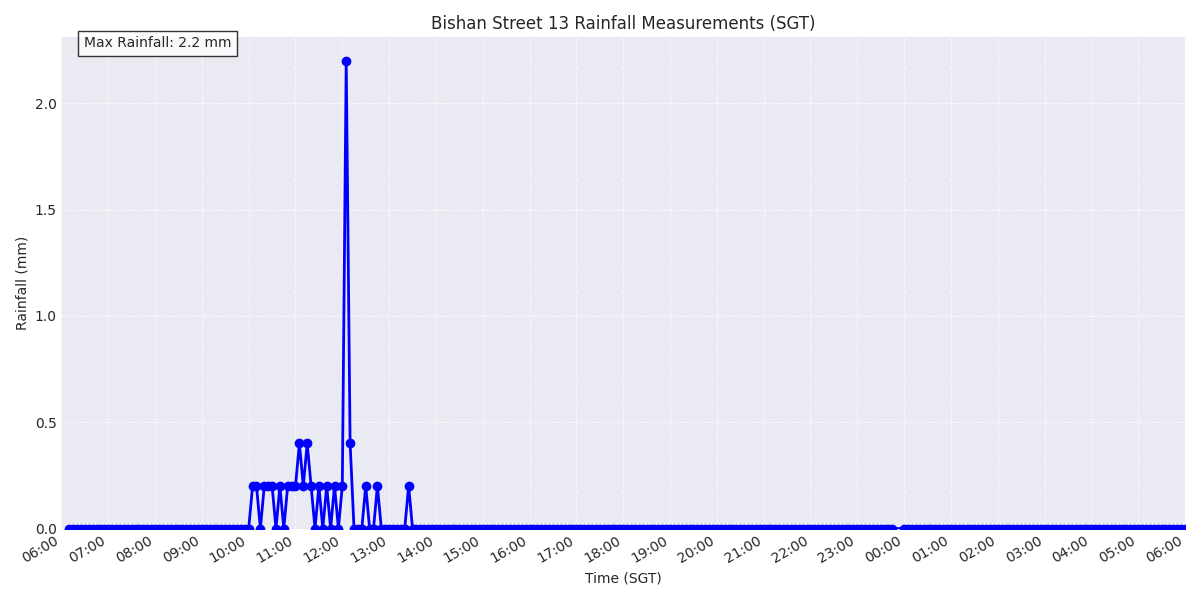 Bishan Street 13 Rainfall Measurements (SGT)
Max Rainfall: 2.2 mm
2.0
1.5
1.0
0.5
0.0
Rainfall (mm)
06:00 07:00 08:00 09:00 10:00 11:00 12:00 13:00 14:00 15:00 16:00 17:00 18:00 19:00 20:00 21:00 22:00 23:00 00:00 01:00 02:00 03:00 04:00 05:00 06:00
Time (SGT)